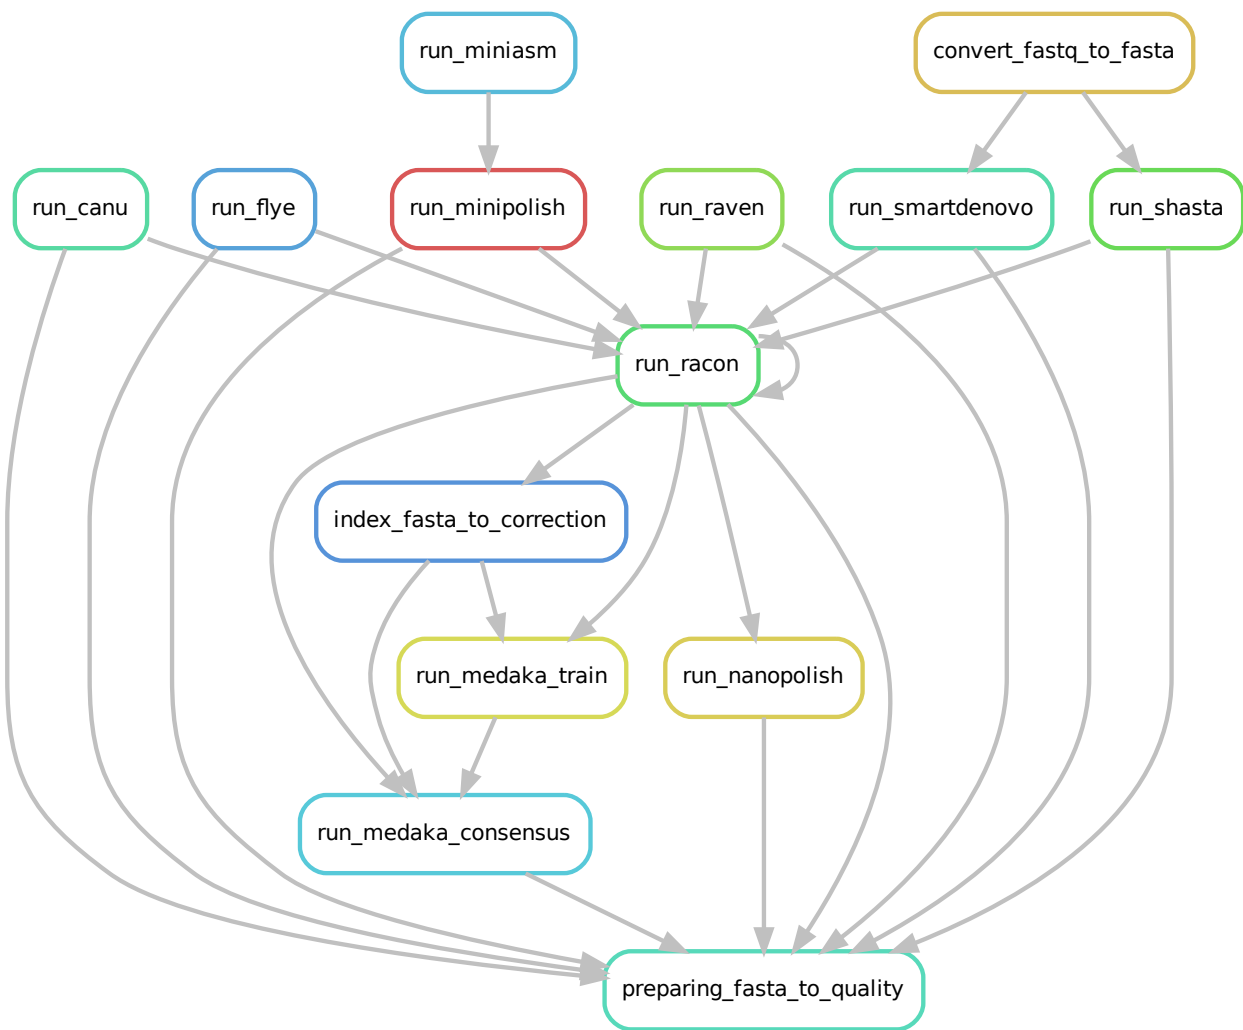 run_miniasm
convert_fastq_to_fasta
run_canu
run_flye
run_minipolish
run_raven
run_smartdenovo
run_shasta
run_racon
index_fasta_to_correction
run_medaka_train
run_nanopolish
run_medaka_consensus
preparing_fasta_to_quality